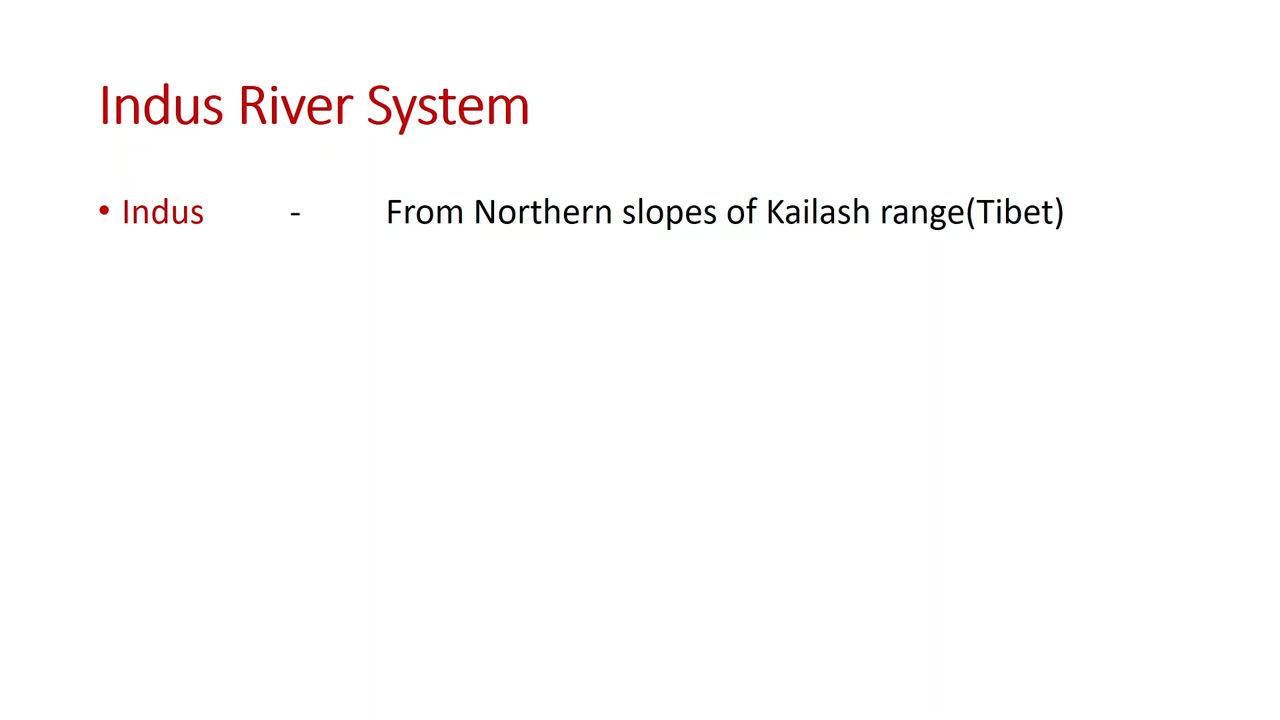 Indus River System
• Indus - From Northern slopes of Kailash range(Tibet)